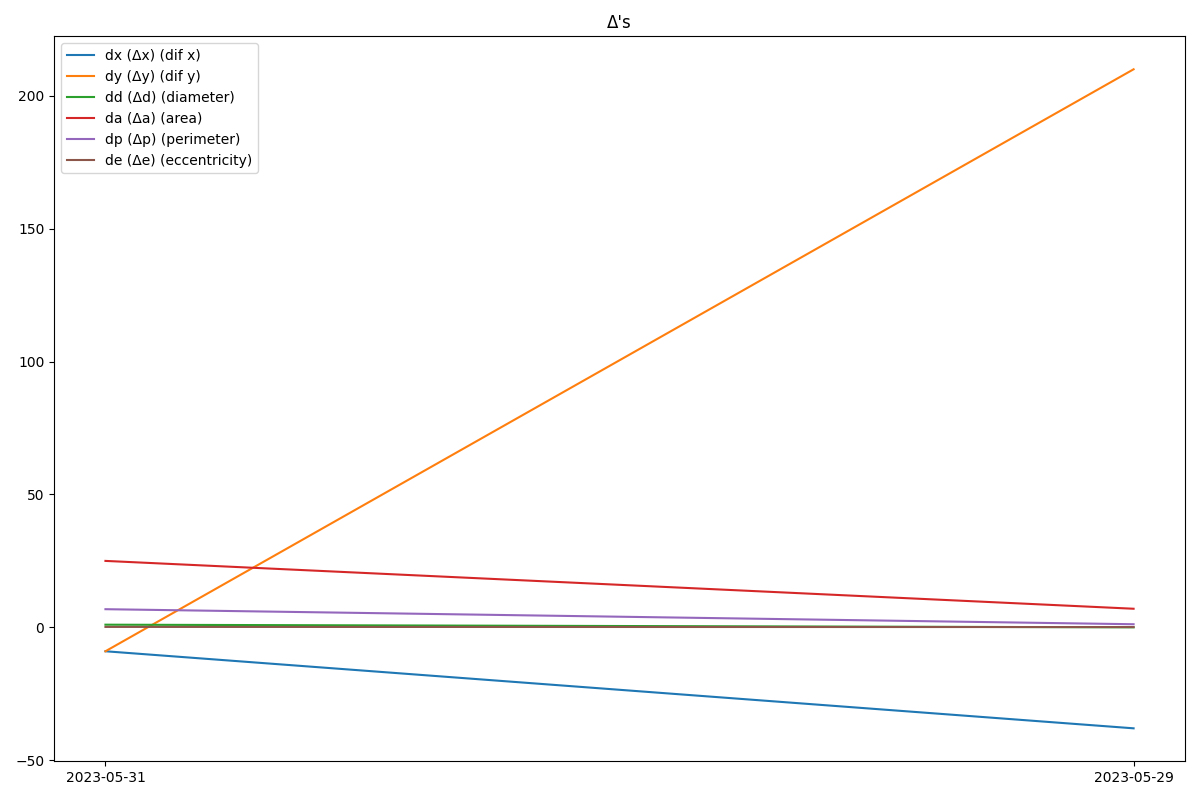 Δ's
dx (Δx) (dif x)
dy (Δy) (dif y)
dd (Δd) (diameter)
da (Δa) (area)
dp (Δp) (perimeter)
de (Δe) (eccentricity)
200
150
100
50
0
−50
2023-05-31
2023-05-29